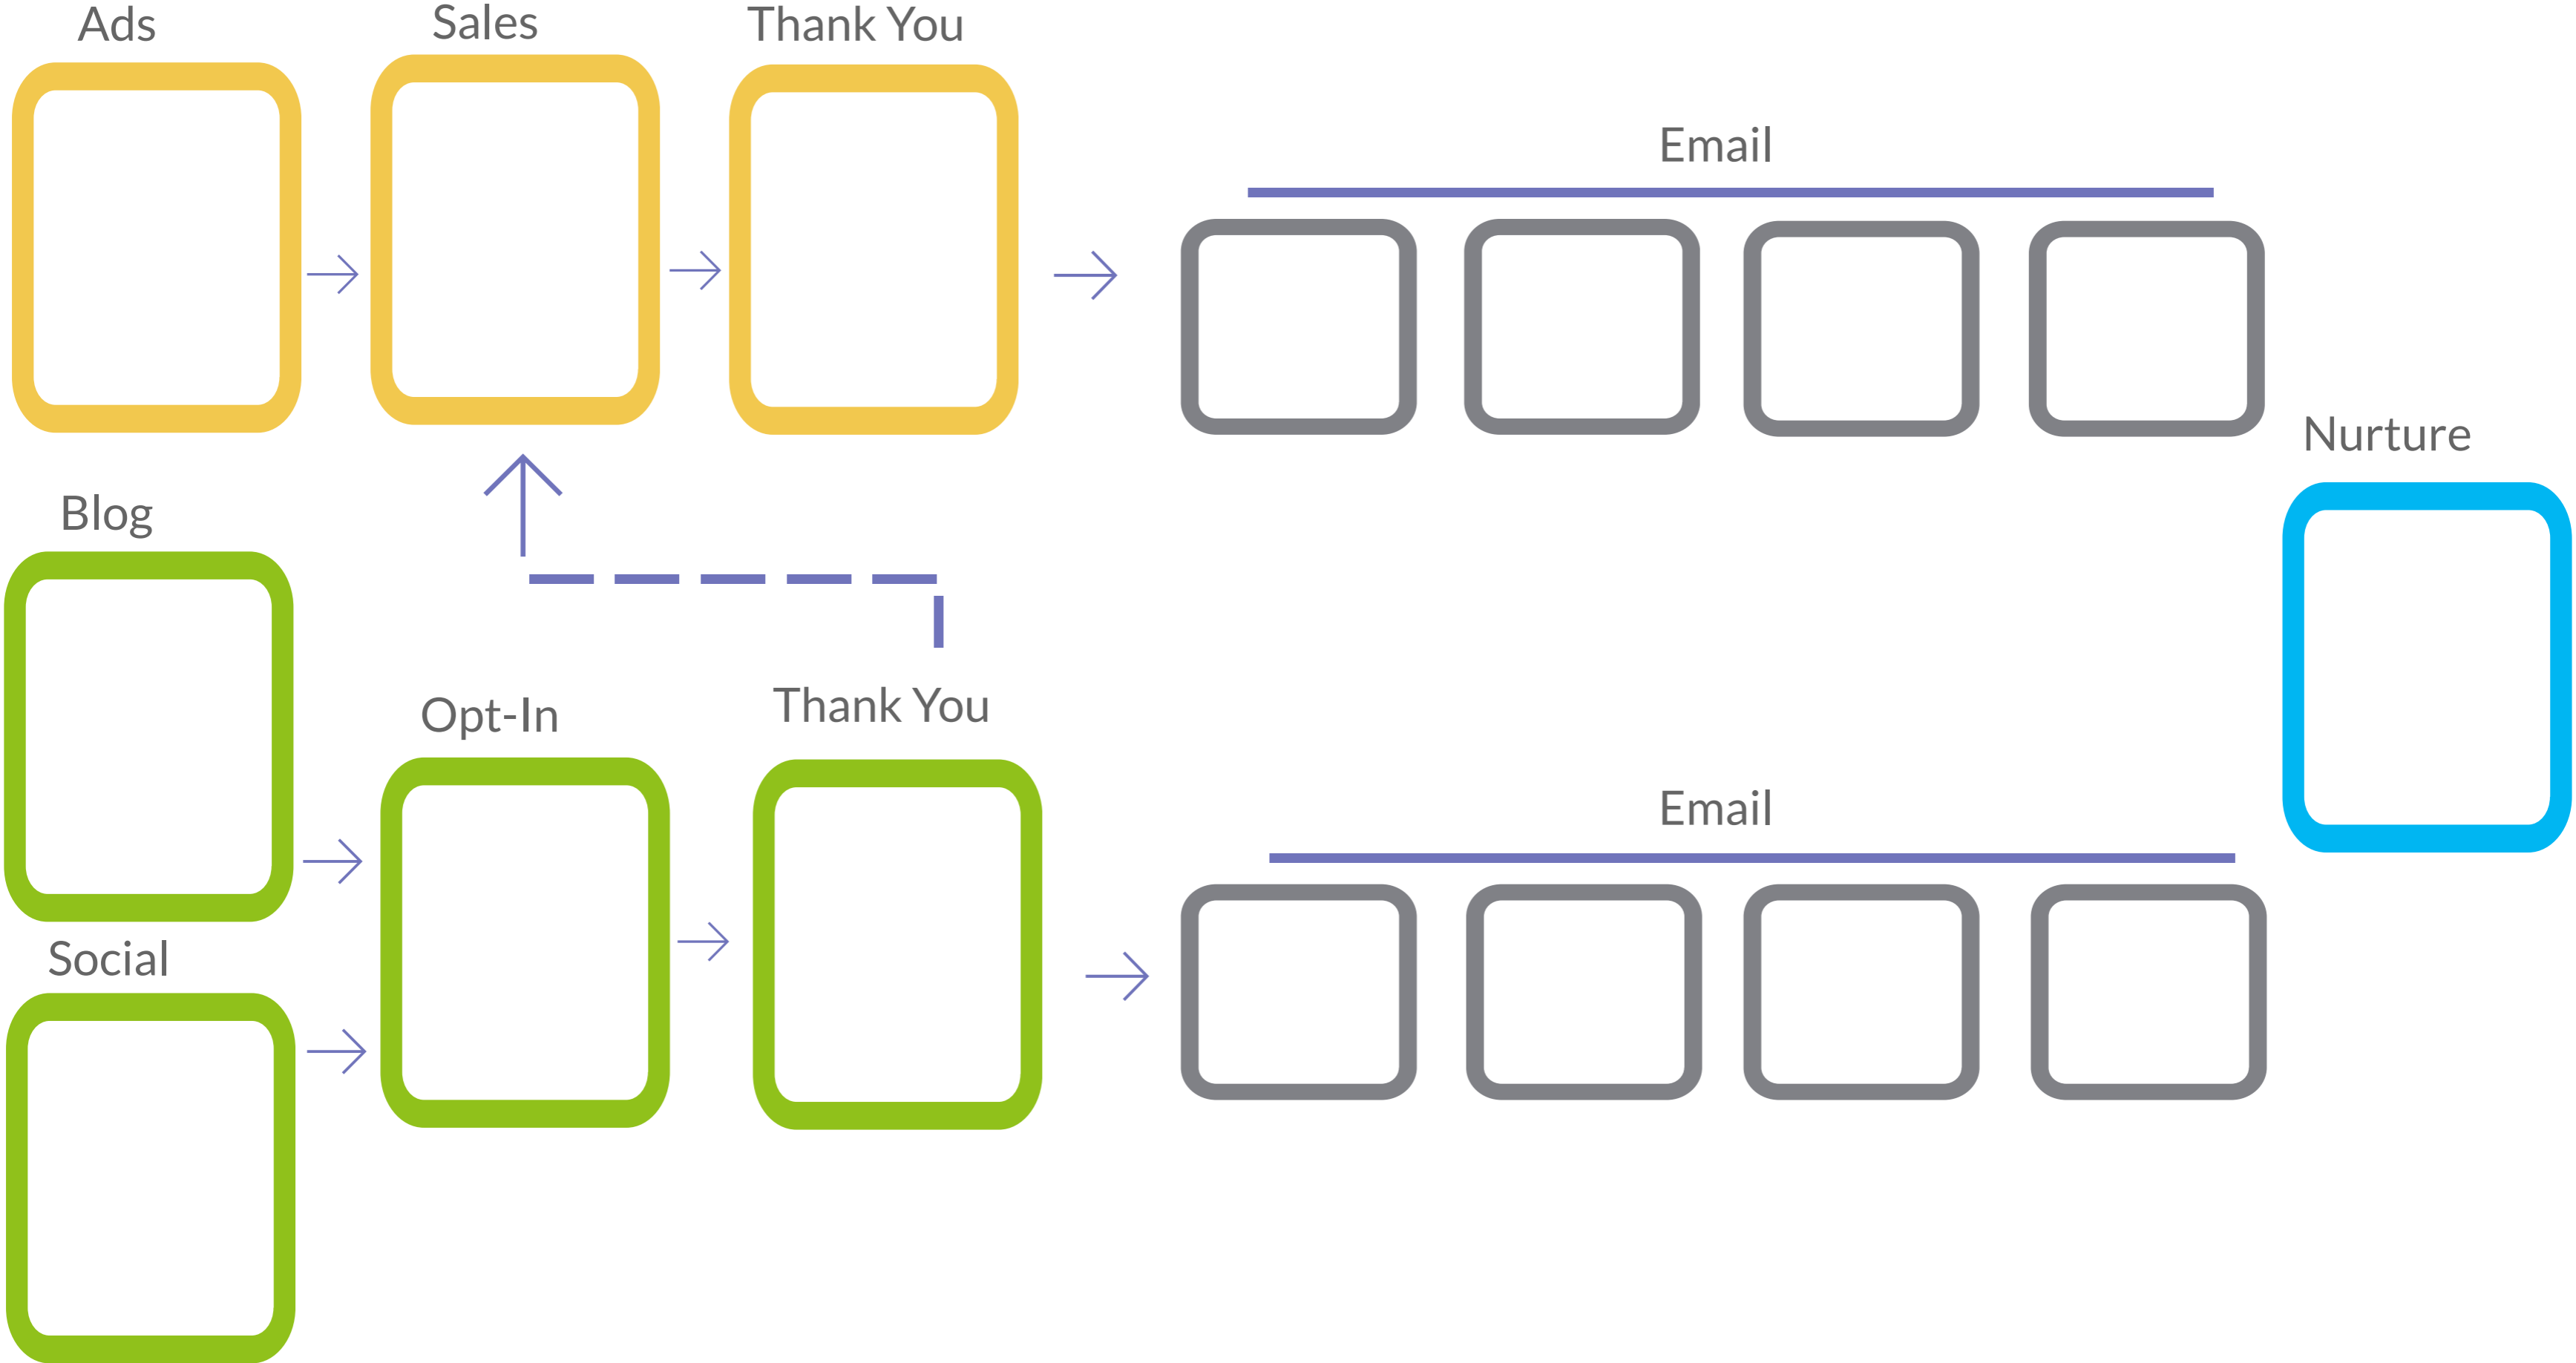 Ads
Sales
Thank You
Email
Nurture
Blog
Opt-In
Thank You
Email
Social